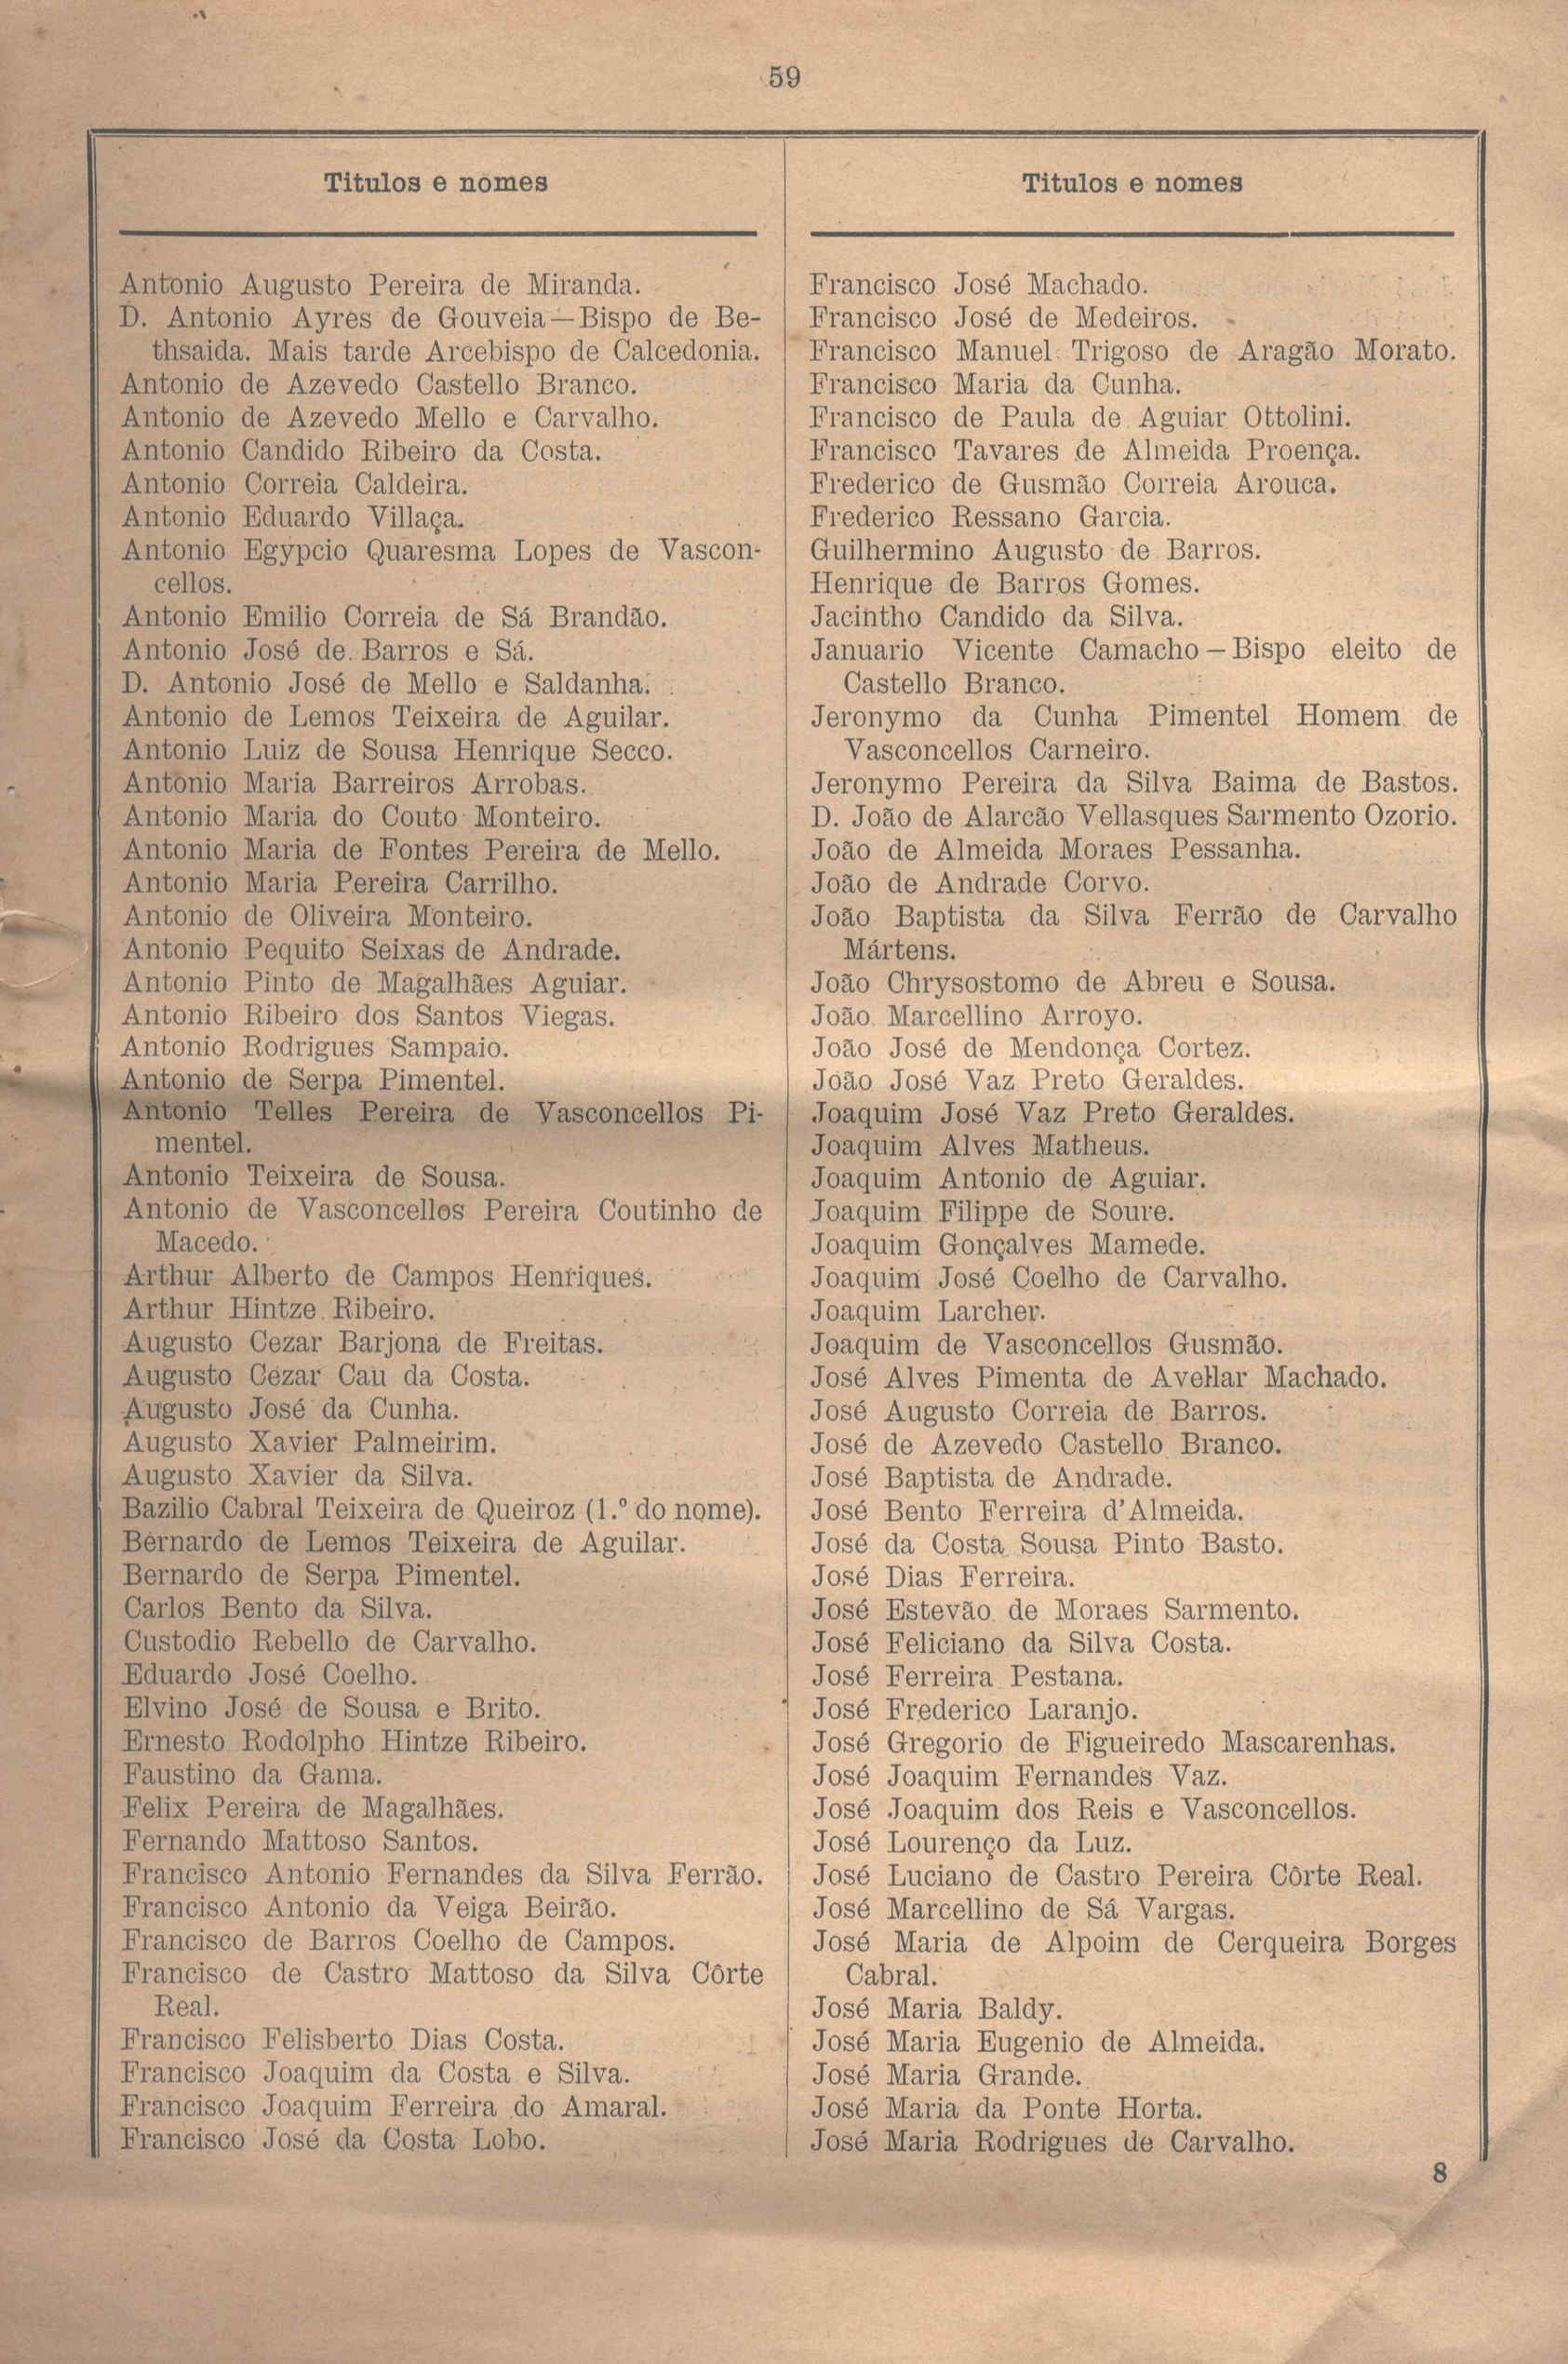 59
Titulos e nomes
Antonio Augusto Pereira de Miranda.
D. Antonio Ayres de Gouveia—Bispo de Be-
thsaida. Mais tarde Arcebispo de Calcedonia.
Antonio de Azevedo Castello Branco.
Antonio de Azevedo Mello e Carvalho.
Antonio Candido Ribeiro da Costa.
Antonio Correia Caldeira.
Antonio Eduardo Villaça.
Antonio Egypcio Quaresma Lopes de Vascon-
cellos.
Antonio Emilio Correia de Sá Brandão.
Antonio José de Barros e Sá.
D. Antonio José de Mello e Saldanha.
Antonio de Lemos Teixeira de Aguilar.
Antonio Luiz de Sousa Henrique Secco.
Antonio Maria Barreiros Arrobas.
Antonio Maria do Couto Monteiro.
Antonio Maria de Fontes Pereira de Mello.
Antonio Maria Pereira Carrilho.
Antonio de Oliveira Monteiro.
Antonio Pequito Seixas de Andrade.
Antonio Pinto de Magalhães Aguiar.
Antonio Ribeiro dos Santos Viegas.
Antonio Rodrigues Sampaio.
Antonio de Serpa Pimentel.
Antonio Telles Pereira de Vasconcellos Pi-
mentel.
Antonio Teixeira de Sousa.
Antonio de Vasconcellos Pereira Coutinho de
Macedo.
Arthur Alberto de Campos Henriques.
Arthur Hintze Ribeiro.
Augusto Cezar Barjona de Freitas.
Augusto Cezar Cau da Costa.
Augusto José da Cunha.
Augusto Xavier Palmeirim.
Augusto Xavier da Silva.
Bazilio Cabral Teixeira de Queiroz (1.º do nome).
Bernardo de Lemos Teixeira de Aguilar.
Bernardo de Serpa Pimentel.
Carlos Bento da Silva.
Custodio Rebello de Carvalho.
Eduardo José Coelho.
Elvino José de Sousa e Brito.
Ernesto Rodolpho Hintze Ribeiro.
Faustino da Gama.
Felix Pereira de Magalhães.
Fernando Mattoso Santos.
Francisco Antonio Fernandes da Silva Ferrão.
Francisco Antonio da Veiga Beirão.
Francisco de Barros Coelho de Campos.
Francisco de Castro Mattoso da Silva Côrte
Real.
Francisco Felisberto Dias Costa.
Francisco Joaquim da Costa e Silva.
Francisco Joaquim Ferreira do Amaral.
Francisco José da Costa Lobo.
Titulos e nomes
Francisco José Machado.
Francisco José de Medeiros.
Francisco Manuel Trigoso de Aragão Morato.
Francisco Maria da Cunha.
Francisco de Paula de Aguiar Ottolini.
Francisco Tavares de Almeida Proença.
Frederico de Gusmão Correia Arouca.
Frederico Ressano Garcia.
Guilhermino Augusto de Barros.
Henrique de Barros Gomes.
Jacintho Candido da Silva.
Januario Vicente Camacho—Bispo eleito de
Castello Branco.
Jeronymo da Cunha Pimentel Homem de
Vasconcellos Carneiro.
Jeronymo Pereira da Silva Baima de Bastos.
D. João de Alarcão Vellasques Sarmento Ozorio.
João de Almeida Moraes Pessanha.
João de Andrade Corvo.
João Baptista da Silva Ferrão de Carvalho
Mártens.
João Chrysostomo de Abreu e Sousa.
João Marcellino Arroyo.
João José de Mendonça Cortez.
João José Vaz Preto Geraldes.
Joaquim José Vaz Preto Geraldes.
Joaquim Alves Matheus.
Joaquim Antonio de Aguiar.
Joaquim Filippe de Soure.
Joaquim Gonçalves Mamede.
Joaquim José Coelho de Carvalho.
Joaquim Larcher.
Joaquim de Vasconcellos Gusmão.
José Alves Pimenta de Avellar Machado.
José Augusto Correia de Barros.
José de Azevedo Castello Branco.
José Baptista de Andrade.
José Bento Ferreira d'Almeida.
José da Costa Sousa Pinto Basto.
José Dias Ferreira.
José Estevão de Moraes Sarmento.
José Feliciano da Silva Costa.
José Ferreira Pestana.
José Frederico Laranjo.
José Gregorio de Figueiredo Mascarenhas.
José Joaquim Fernandes Vaz.
José Joaquim dos Reis e Vasconcellos.
José Lourenço da Luz.
José Luciano de Castro Pereira Côrte Real.
José Marcellino de Sá Vargas.
José Maria de Alpoim de Cerqueira Borges
Cabral.
José Maria Baldy.
José Maria Eugenio de Almeida.
José Maria Grande.
José Maria da Ponte Horta.
José Maria Rodrigues de Carvalho.
8